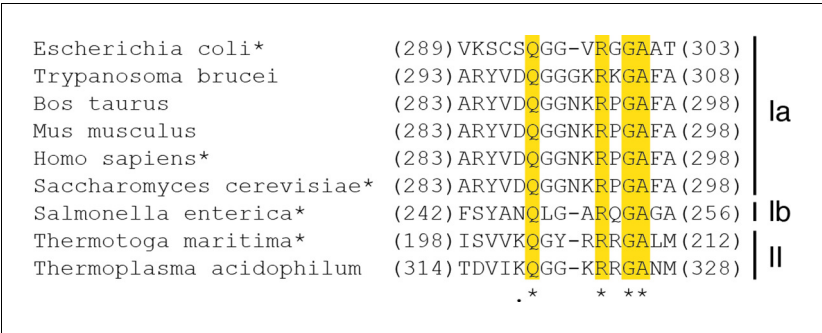 Escherichia coli* (289)VKSCSQGG-VRGGAAT(303)
Trypanosoma brucei (293)ARYVDQGGGKRKGAFA(308)
Bos taurus (283)ARYVDQGGNKRPGAFA(298)
Mus musculus (283)ARYVDQGGNKRPGAFA(298)
Homo sapiens* (283)ARYVDQGGNKRPGAFA(298)
Saccharomyces cerevisiae* (283)ARYVDQGGNKRPGAFA(298)
Ia
Salmonella enterica* (242)FSYANQLG-ARQGAGA(256) Ib
Thermotoga maritima* (198)ISVVKQGY-RRRGALM(212)
Thermoplasma acidophilum (314)TDVIKQGG-KRRGANM(328)
II
.* * **